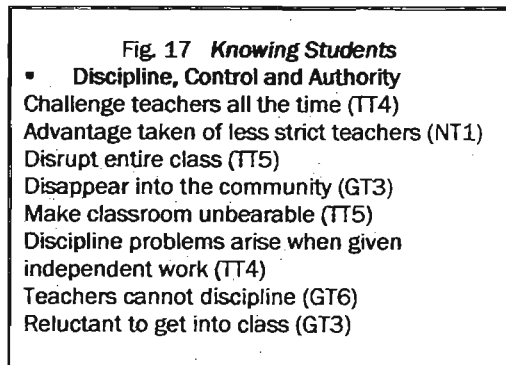 Fig. 17 Knowing Students
▪ Discipline, Control and Authority
Challenge teachers all the time (TT4)
Advantage taken of less strict teachers (NT1)
Disrupt entire class (TT5)
Disappear into the community (GT3)
Make classroom unbearable (TT5)
Discipline problems arise when given
independent work (TT4)
Teachers cannot discipline (GT6)
Reluctant to get into class (GT3)